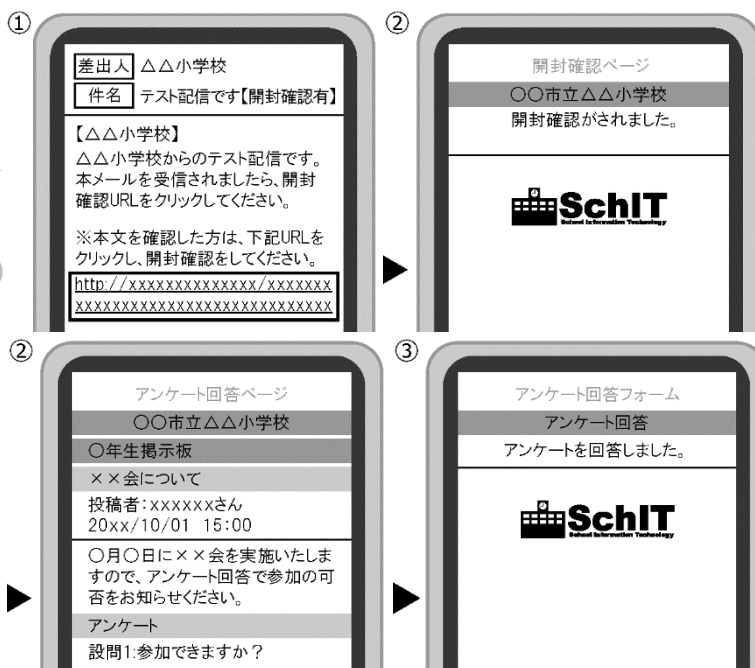 ①
差出人 △△小学校
件名 テスト配信です【開封確認有】
【△△小学校】
△△小学校からのテスト配信です。
本メールを受信されましたら、開封
確認URLをクリックしてください。
※本文を確認した方は、下記URLを
クリックし、開封確認をしてください。
http://xxxxxxxxxxxxxx/xxxxxxx
xxxxxxxxxxxxxxxxxxxxxxxxxxxx
②
開封確認ページ
〇〇市立△△小学校
開封確認がされました。
SchIT
School Information Technology
②
アンケート回答ページ
〇〇市立△△小学校
〇年生掲示板
××会について
投稿者:xxxxxxさん
20xx/10/01 15:00
〇月〇日に××会を実施いたしま
すので、アンケート回答で参加の可
否をお知らせください。
アンケート
設問1:参加できますか?
③
アンケート回答フォーム
アンケート回答
アンケートを回答しました。
SchIT
School Information Technology